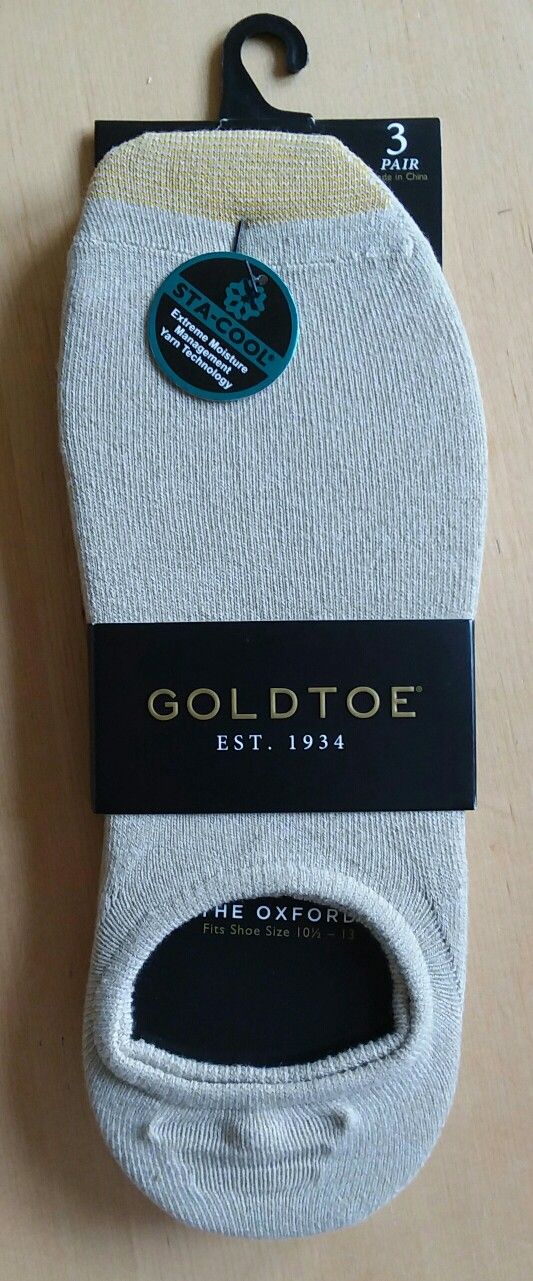 3
PAIR
in China
STA-COOL®
Extreme Moisture
Management
Yarn Technology
GOLDTOE®
EST. 1934
THE OXFORD
Fits Shoe Size 10½ – 13